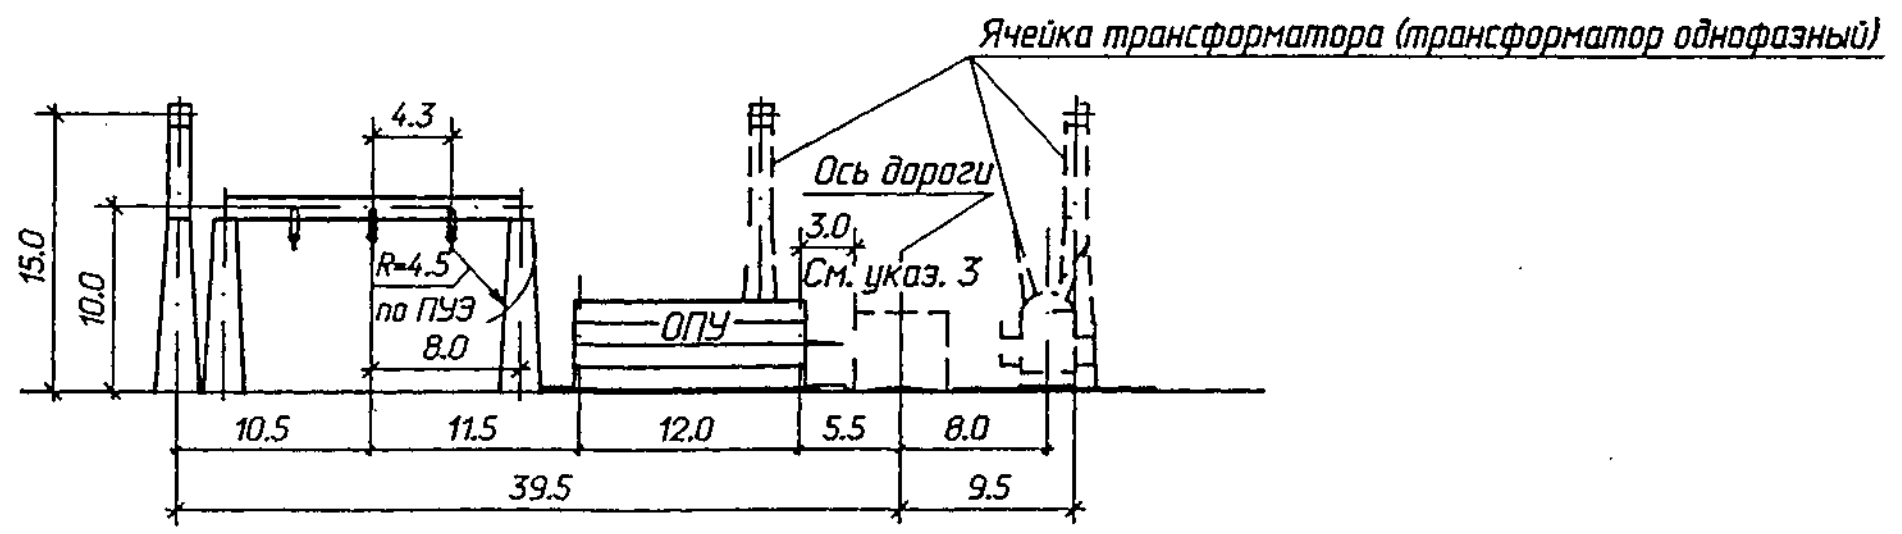 Ячейка трансформатора (трансформатор однофазный)
4.3
Ось дороги
3.0
15.0
10.0
R=4.5
по ПУЭ
См. указ. 3
ОПУ
8.0
10.5
11.5
12.0
5.5
8.0
39.5
9.5